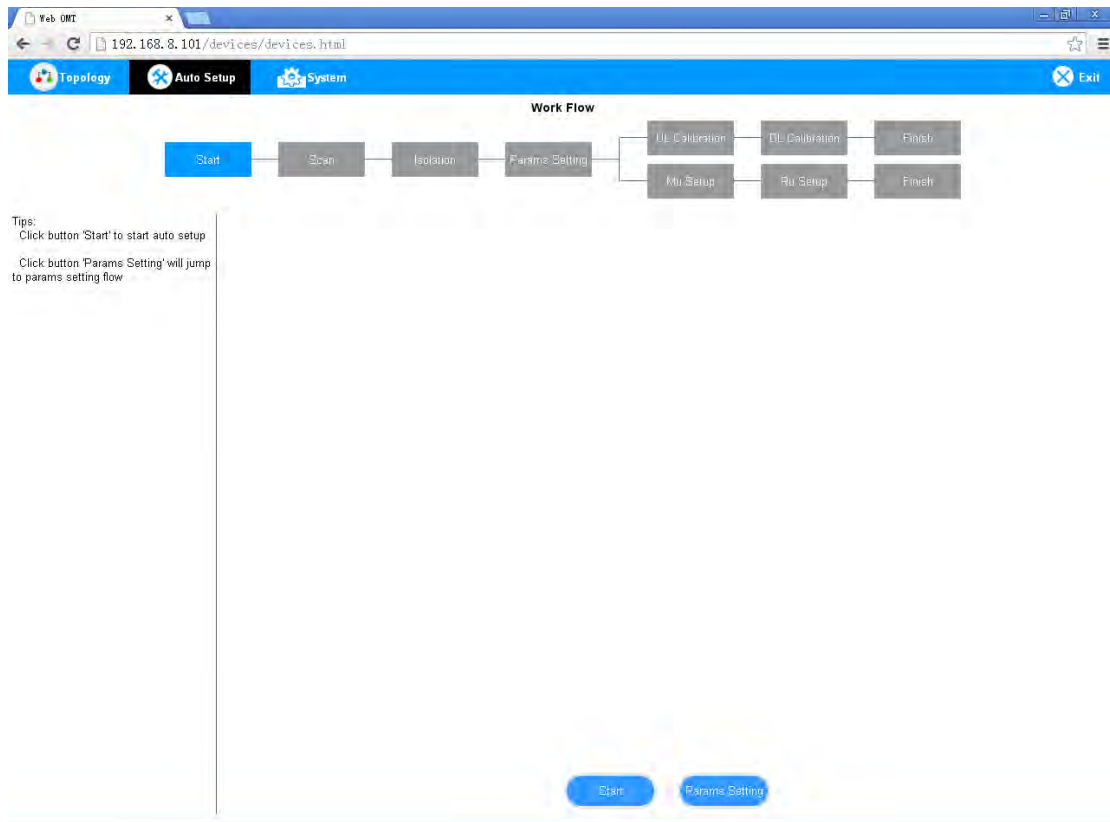 Web OMT
192.168.8.101/devices/devices.html
Topology
Auto Setup
System
Exit
Work Flow
UL Calibration
DL Calibration
Finish
Start
Scan
Isolation
Params Setting
Mu Setup
Ru Setup
Finish
Tips:
Click button 'Start' to start auto setup
Click button 'Params Setting' will jump
to params setting flow
Start
Params Setting